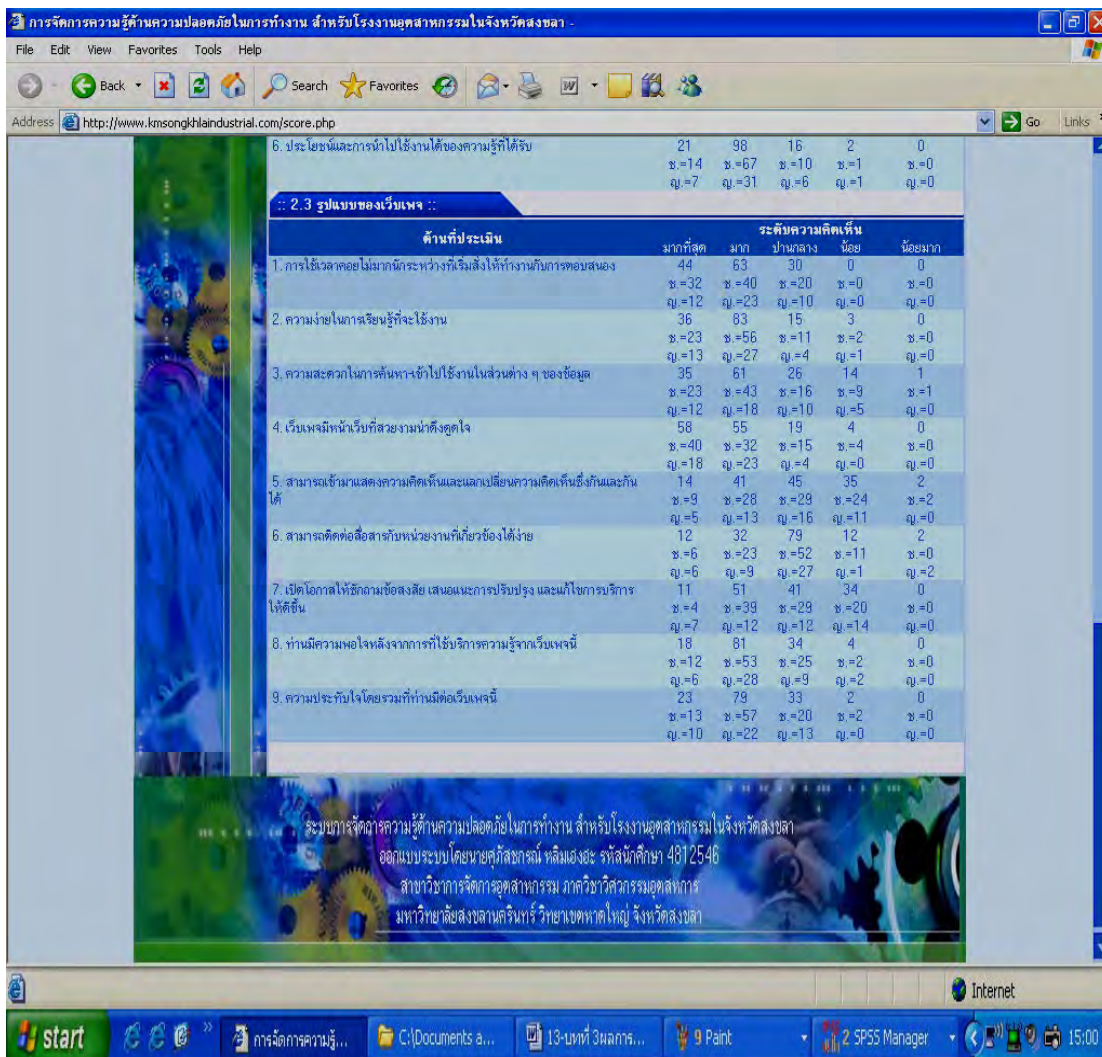 การจัดการความรู้ด้านความปลอดภัยในการทำงาน สำหรับโรงงานอุตสาหกรรมในจังหวัดสงขลา -
File Edit View Favorites Tools Help
Back Search Favorites
Address http://www.kmsongkhlaindustrial.com/score.php Go Links
6. ประโยชน์และการนำไปใช้งานได้ของความรู้ที่ได้รับ 21 98 16 2 0
ช.=14 ช.=67 ช.=10 ช.=1 ช.=0
ญ.=7 ญ.=31 ญ.=6 ญ.=1 ญ.=0
:: 2.3 รูปแบบของเว็บเพจ ::
ด้านที่ประเมิน ระดับความคิดเห็น
มากที่สุด มาก ปานกลาง น้อย น้อยมาก
1. การใช้เวลาคอยไม่มากนักระหว่างที่เริ่มสั่งให้ทำงานกับการตอบสนอง 44 63 30 0 0
ช.=32 ช.=40 ช.=20 ช.=0 ช.=0
ญ.=12 ญ.=23 ญ.=10 ญ.=0 ญ.=0
2. ความง่ายในการเรียนรู้ที่จะใช้งาน 36 83 15 3 0
ช.=23 ช.=56 ช.=11 ช.=2 ช.=0
ญ.=13 ญ.=27 ญ.=4 ญ.=1 ญ.=0
3. ความสะดวกในการค้นหา-เข้าไปใช้งานในส่วนต่าง ๆ ของข้อมูล 35 61 26 14 1
ช.=23 ช.=43 ช.=16 ช.=9 ช.=1
ญ.=12 ญ.=18 ญ.=10 ญ.=5 ญ.=0
4. เว็บเพจมีหน้าเว็บที่สวยงามน่าดึงดูดใจ 58 55 19 4 0
ช.=40 ช.=32 ช.=15 ช.=4 ช.=0
ญ.=18 ญ.=23 ญ.=4 ญ.=0 ญ.=0
5. สามารถเข้ามาแสดงความคิดเห็นและแลกเปลี่ยนความคิดเห็นซึ่งกันและกัน 14 41 45 35 2
ได้ ช.=9 ช.=28 ช.=29 ช.=24 ช.=2
ญ.=5 ญ.=13 ญ.=16 ญ.=11 ญ.=0
6. สามารถติดต่อสื่อสารกับหน่วยงานที่เกี่ยวข้องได้ง่าย 12 32 79 12 2
ช.=6 ช.=23 ช.=52 ช.=11 ช.=0
ญ.=6 ญ.=9 ญ.=27 ญ.=1 ญ.=2
7. เปิดโอกาสให้ซักถามข้อสงสัย เสนอแนะการปรับปรุง และแก้ไขการบริการ 11 51 41 34 0
ให้ดีขึ้น ช.=4 ช.=39 ช.=29 ช.=20 ช.=0
ญ.=7 ญ.=12 ญ.=12 ญ.=14 ญ.=0
8. ท่านมีความพอใจหลังจากการที่ใช้บริการความรู้จากเว็บเพจนี้ 18 81 34 4 0
ช.=12 ช.=53 ช.=25 ช.=2 ช.=0
ญ.=6 ญ.=28 ญ.=9 ญ.=2 ญ.=0
9. ความประทับใจโดยรวมที่ท่านมีต่อเว็บเพจนี้ 23 79 33 2 0
ช.=13 ช.=57 ช.=20 ช.=2 ช.=0
ญ.=10 ญ.=22 ญ.=13 ญ.=0 ญ.=0
ระบบการจัดการความรู้ด้านความปลอดภัยในการทำงาน สำหรับโรงงานอุตสาหกรรมในจังหวัดสงขลา
ออกแบบระบบโดยนายศุภัสชกรณ์ หลิมเฮงฮะ รหัสนักศึกษา 4812546
สาขาวิชาการจัดการอุตสาหกรรม ภาควิชาวิศวกรรมอุตสาหการ
มหาวิทยาลัยสงขลานครินทร์ วิทยาเขตหาดใหญ่ จังหวัดสงขลา
Internet
start การจัดการความรู้... C:\Documents a... 13-บทที่ 3ผลการ... 9 Paint 2 SPSS Manager 15:00